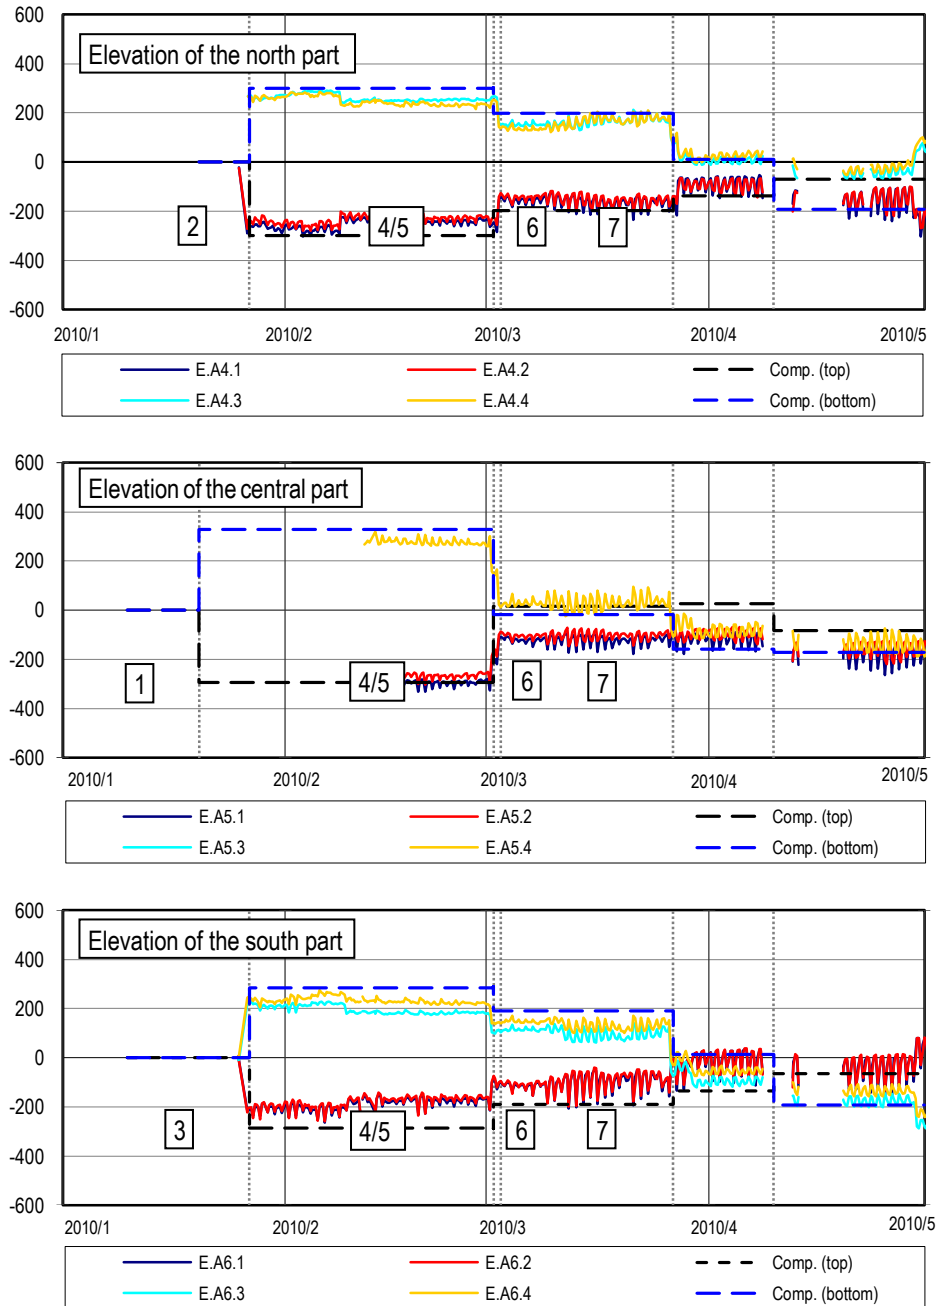 600
Elevation of the north part
400
200
0
-200
2
4/5
6
7
-400
-600
2010/1 2010/2 2010/3 2010/4 2010/5
E.A4.1 E.A4.2 Comp. (top)
E.A4.3 E.A4.4 Comp. (bottom)
600
Elevation of the central part
400
200
0
-200
1
4/5
6
7
-400
-600
2010/1 2010/2 2010/3 2010/4 2010/5
E.A5.1 E.A5.2 Comp. (top)
E.A5.3 E.A5.4 Comp. (bottom)
600
Elevation of the south part
400
200
0
-200
3
4/5
6
7
-400
-600
2010/1 2010/2 2010/3 2010/4 2010/5
E.A6.1 E.A6.2 Comp. (top)
E.A6.3 E.A6.4 Comp. (bottom)